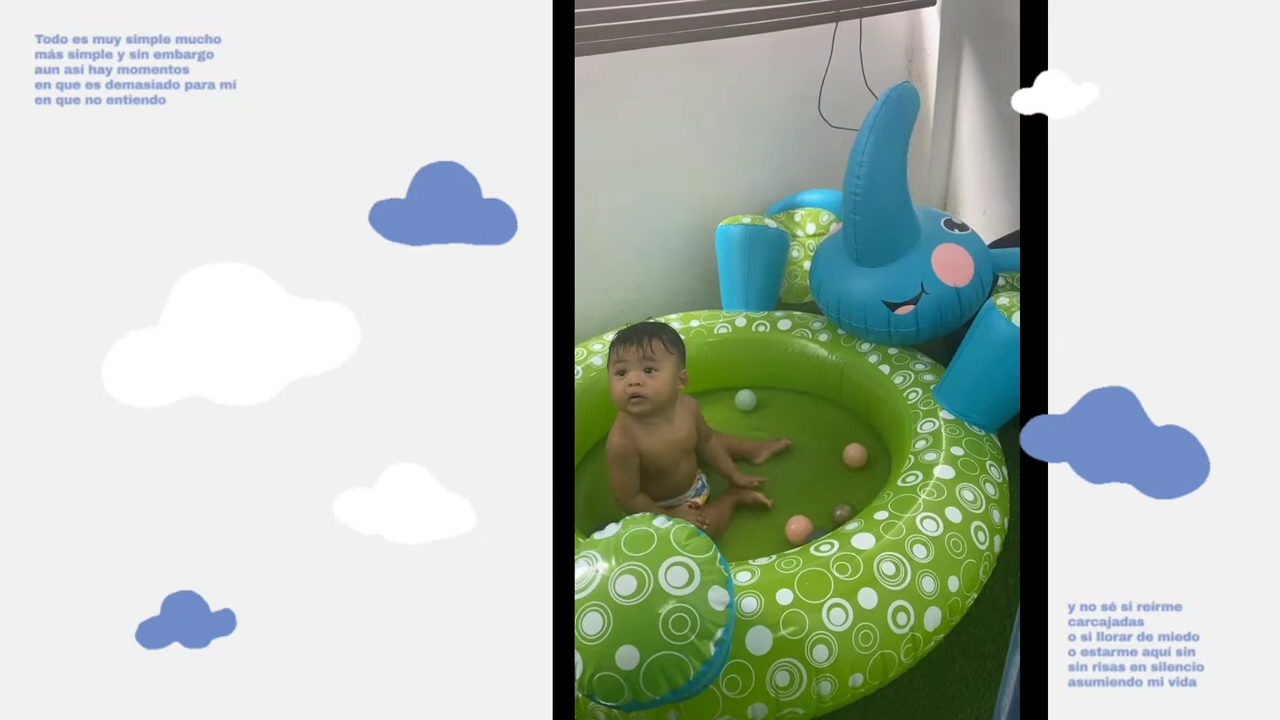 Todo es muy simple mucho
más simple y sin embargo
aun así hay momentos
en que es demasiado para mí
en que no entiendo
y no sé si reírme
carcajadas
o si llorar de miedo
o estarme aquí sin
sin risas en silencio
asumiendo mi vida